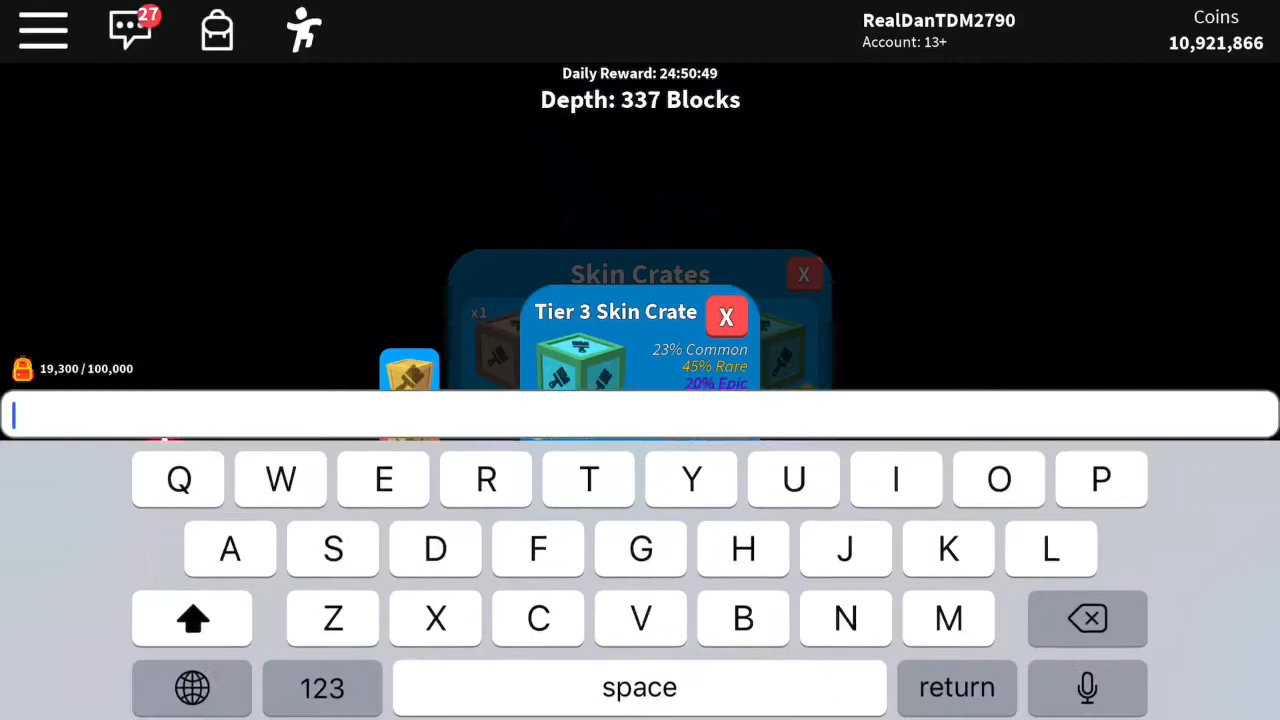 27
RealDanTDM2790
Account: 13+
Coins
10,921,866
Daily Reward: 24:50:49
Depth: 337 Blocks
Skin Crates
X
x1
Tier 3 Skin Crate
X
23% Common
45% Rare
20% Epic
19,300 / 100,000
Q W E R T Y U I O P
A S D F G H J K L
Z X C V B N M
123
space
return